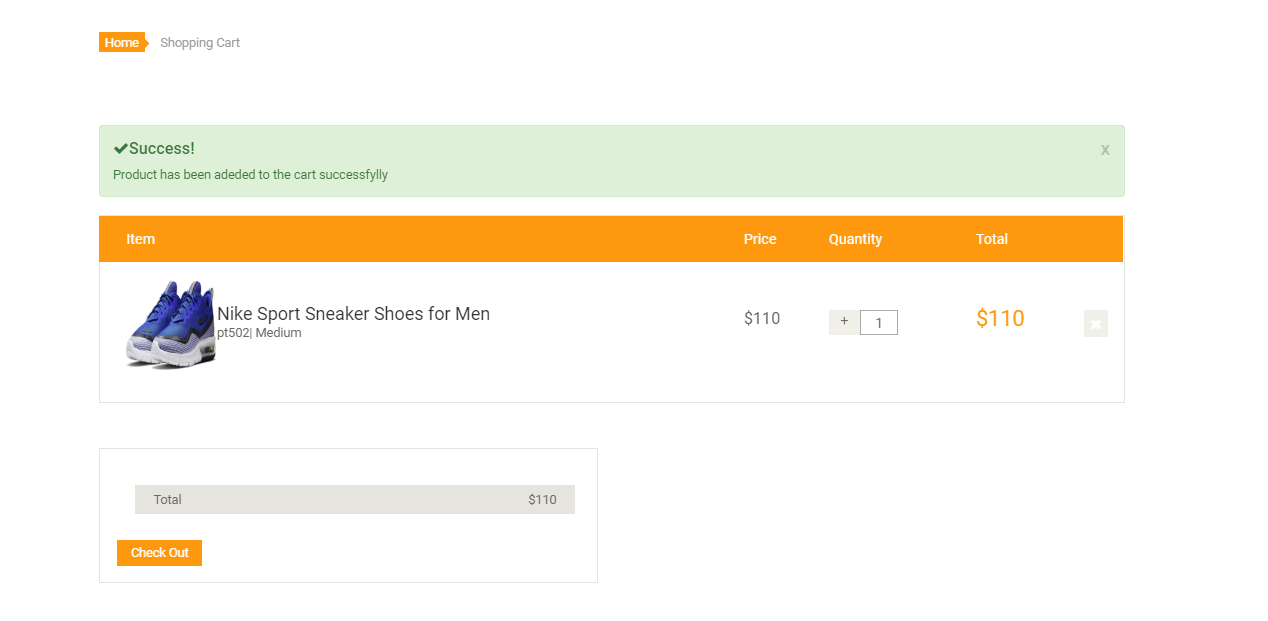 Home Shopping Cart
Success! x
Product has been adeded to the cart successfylly
Item Price Quantity Total
Nike Sport Sneaker Shoes for Men $110 + 1 $110
pt502| Medium
Total $110
Check Out